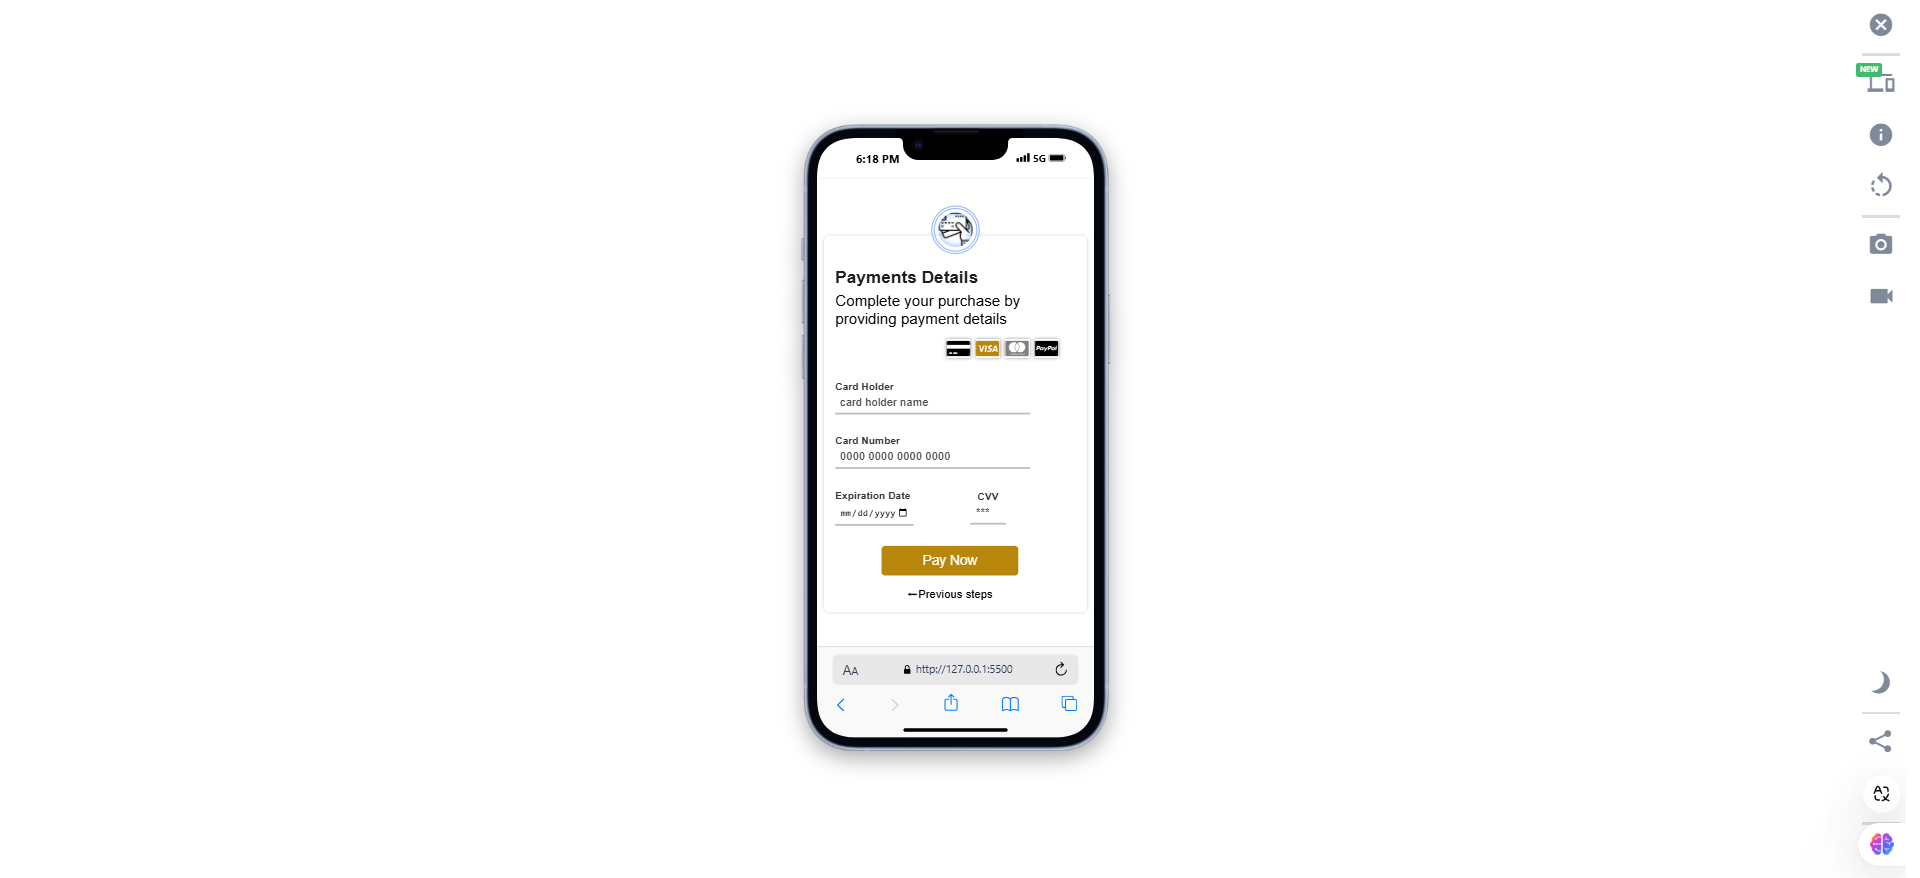 NEW
6:18 PM
5G
Payments Details
Complete your purchase by
providing payment details
VISA
PayPal
Card Holder
card holder name
Card Number
0000 0000 0000 0000
Expiration Date
CVV
mm/dd/yyyy
***
Pay Now
←Previous steps
AA
http://127.0.0.1:5500